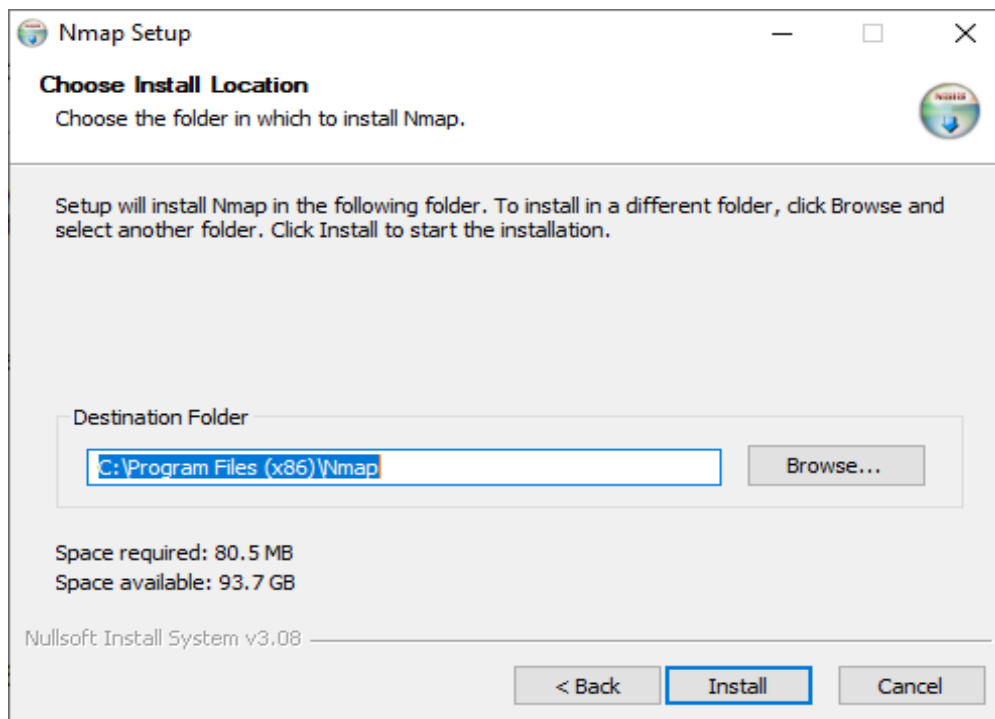 Nmap Setup
Choose Install Location
Choose the folder in which to install Nmap.
Setup will install Nmap in the following folder. To install in a different folder, click Browse and
select another folder. Click Install to start the installation.
Destination Folder
C:\Program Files (x86)\Nmap
Browse...
Space required: 80.5 MB
Space available: 93.7 GB
Nullsoft Install System v3.08
< Back
Install
Cancel